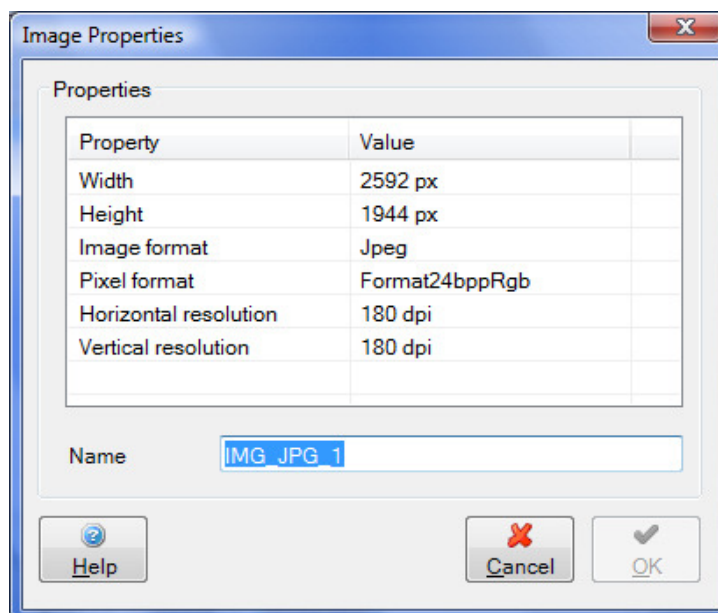 Image Properties
Properties
Property Value
Width 2592 px
Height 1944 px
Image format Jpeg
Pixel format Format24bppRgb
Horizontal resolution 180 dpi
Vertical resolution 180 dpi
Name IMG_JPG_1
Help Cancel OK